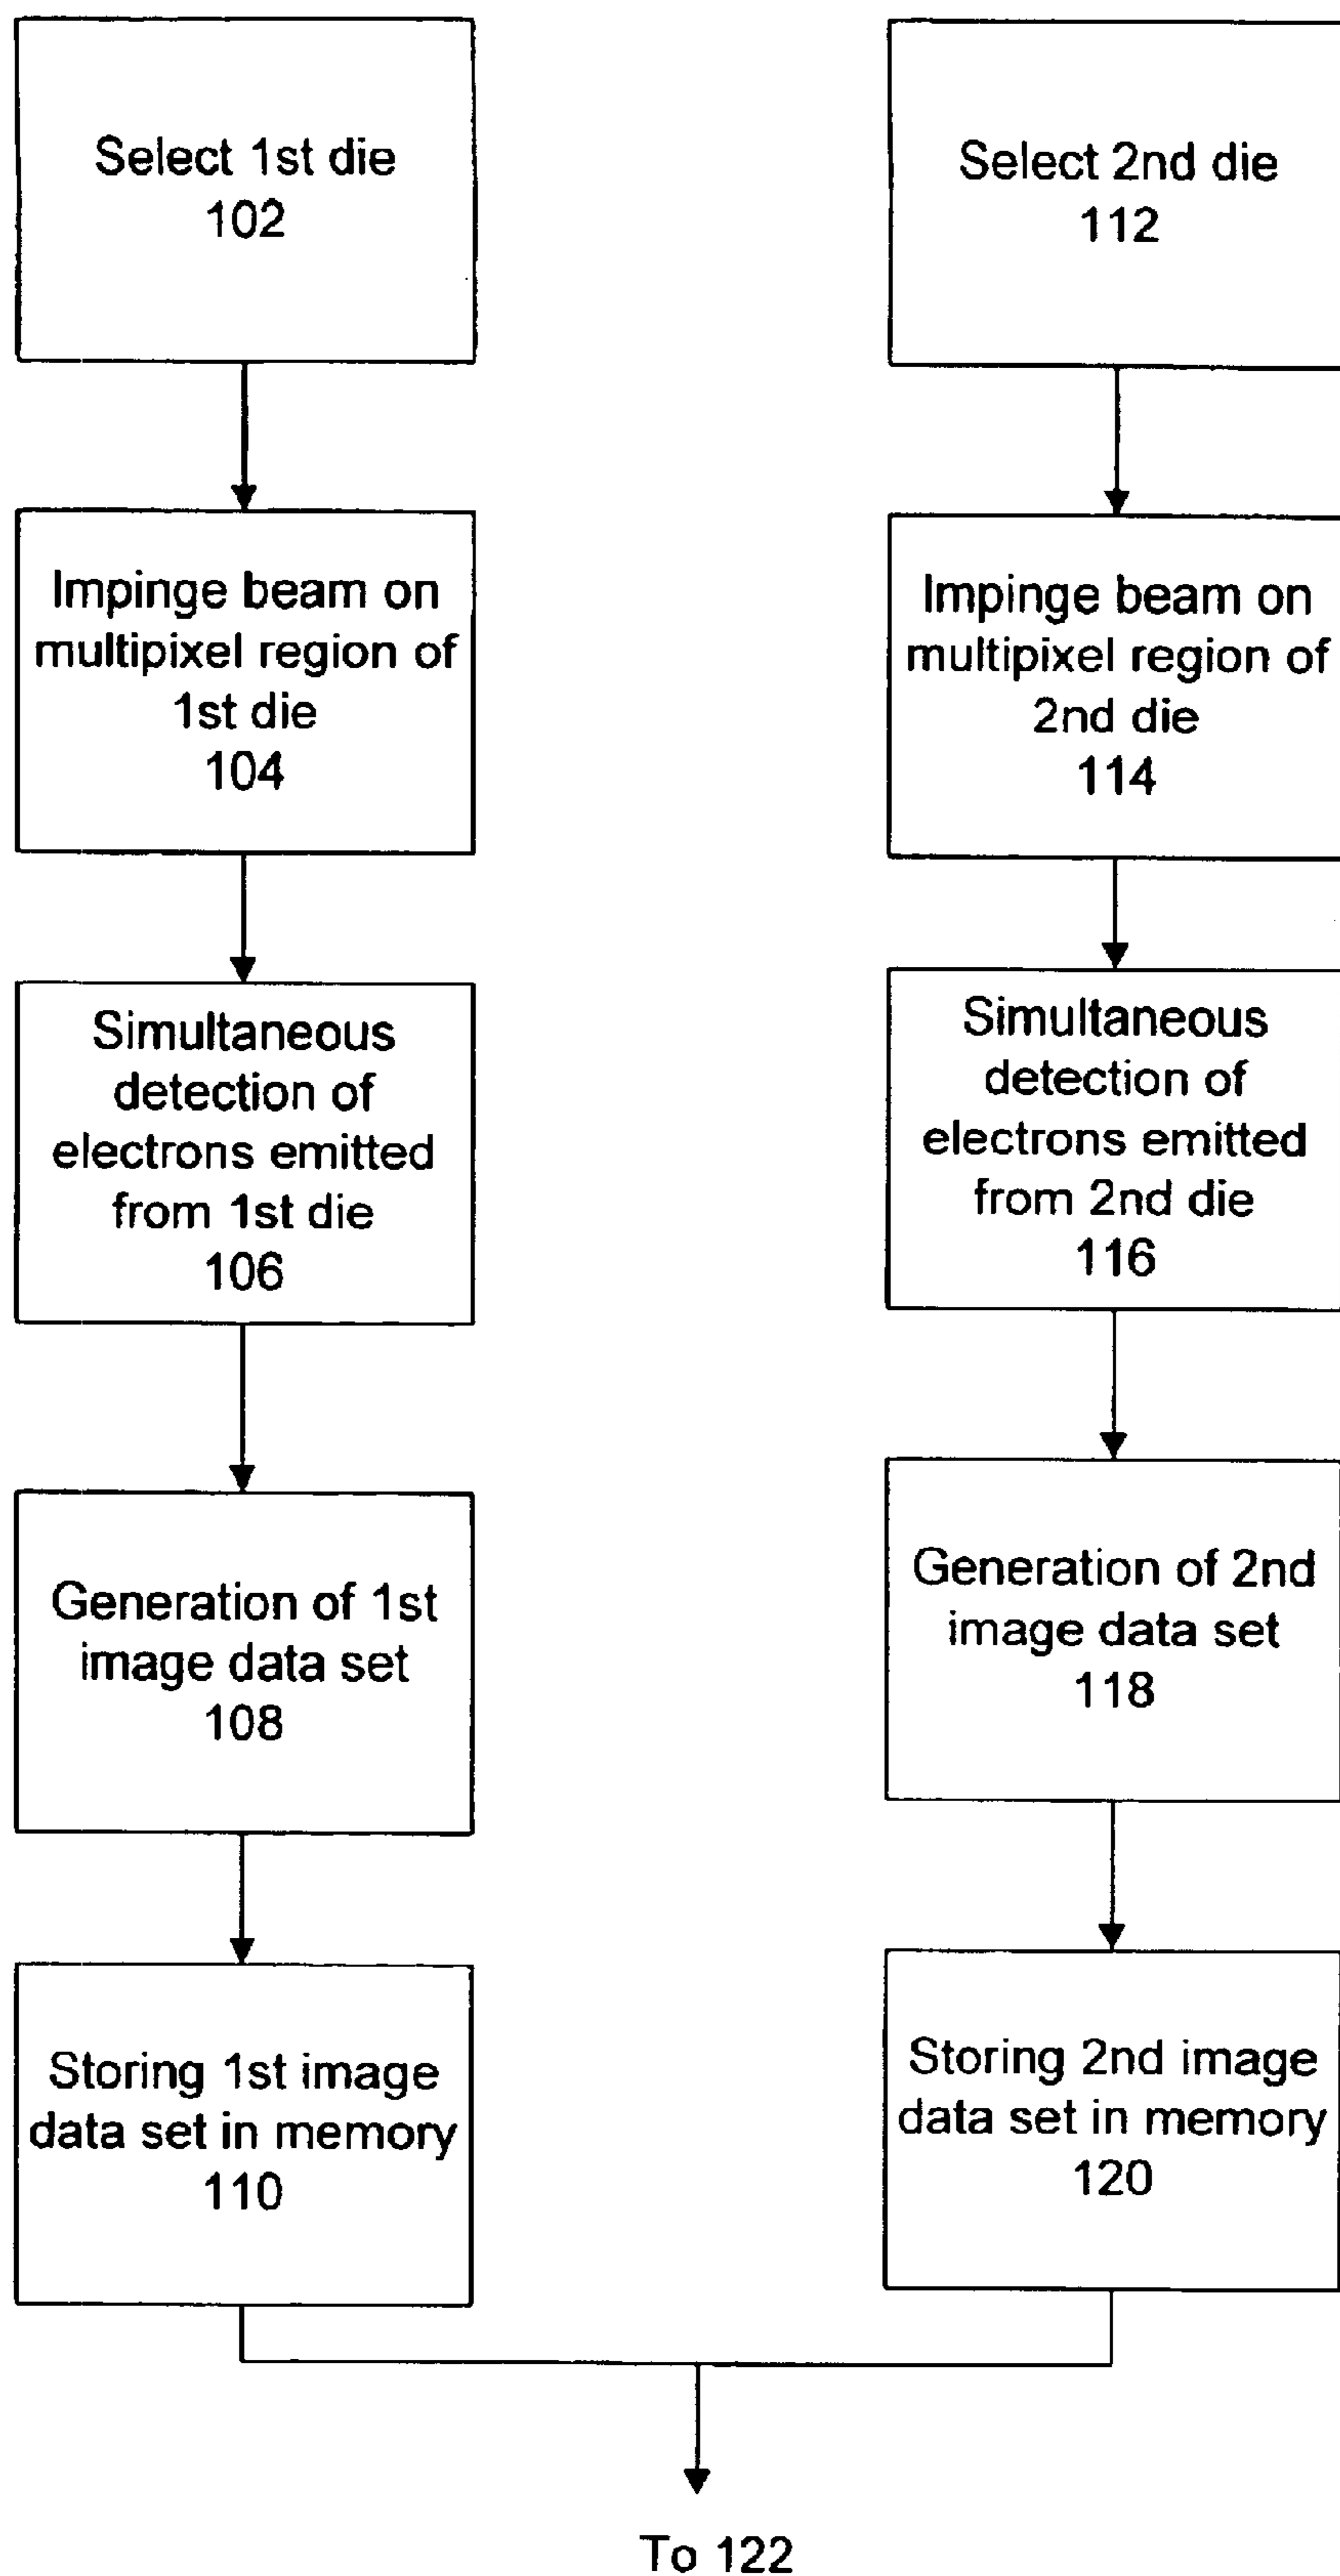 Select 1st die
102
Impinge beam on
multipixel region of
1st die
104
Simultaneous
detection of
electrons emitted
from 1st die
106
Generation of 1st
image data set
108
Storing 1st image
data set in memory
110
Select 2nd die
112
Impinge beam on
multipixel region of
2nd die
114
Simultaneous
detection of
electrons emitted
from 2nd die
116
Generation of 2nd
image data set
118
Storing 2nd image
data set in memory
120
To 122